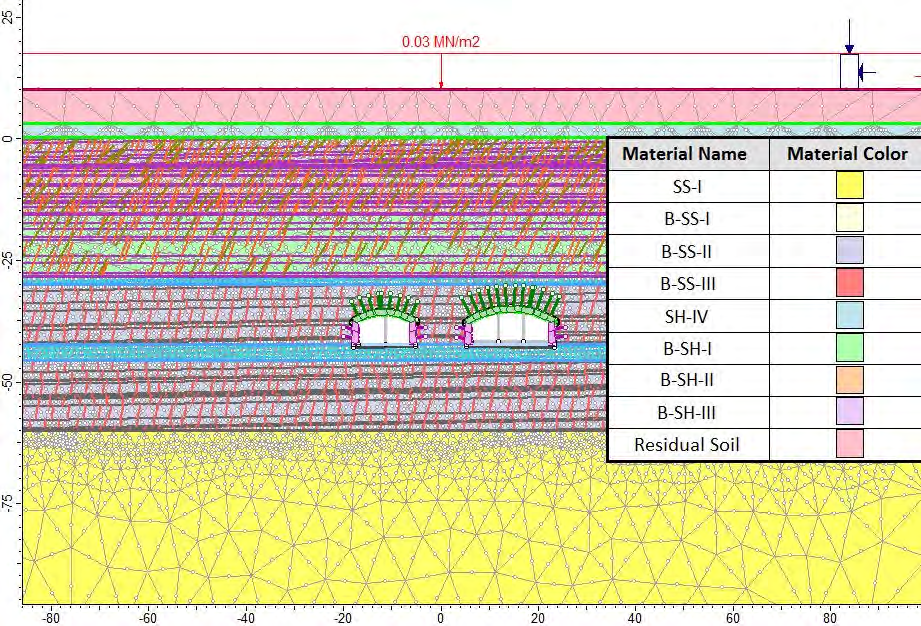 25
0.03 MN/m2
0
-25
-50
-75
Material Name Material Color
SS-I
B-SS-I
B-SS-II
B-SS-III
SH-IV
B-SH-I
B-SH-II
B-SH-III
Residual Soil
-80 -60 -40 -20 0 20 40 60 80